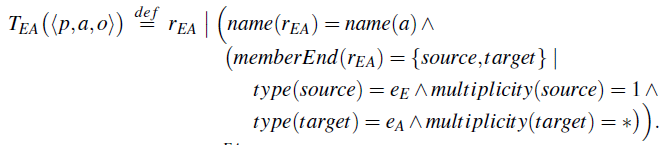 T_EA(⟨p,a,o⟩) def= r_EA | (name(r_EA) = name(a) ∧
(memberEnd(r_EA) = {source,target} |
type(source) = e_E ∧ multiplicity(source) = 1 ∧
type(target) = e_A ∧ multiplicity(target) = ∗)).